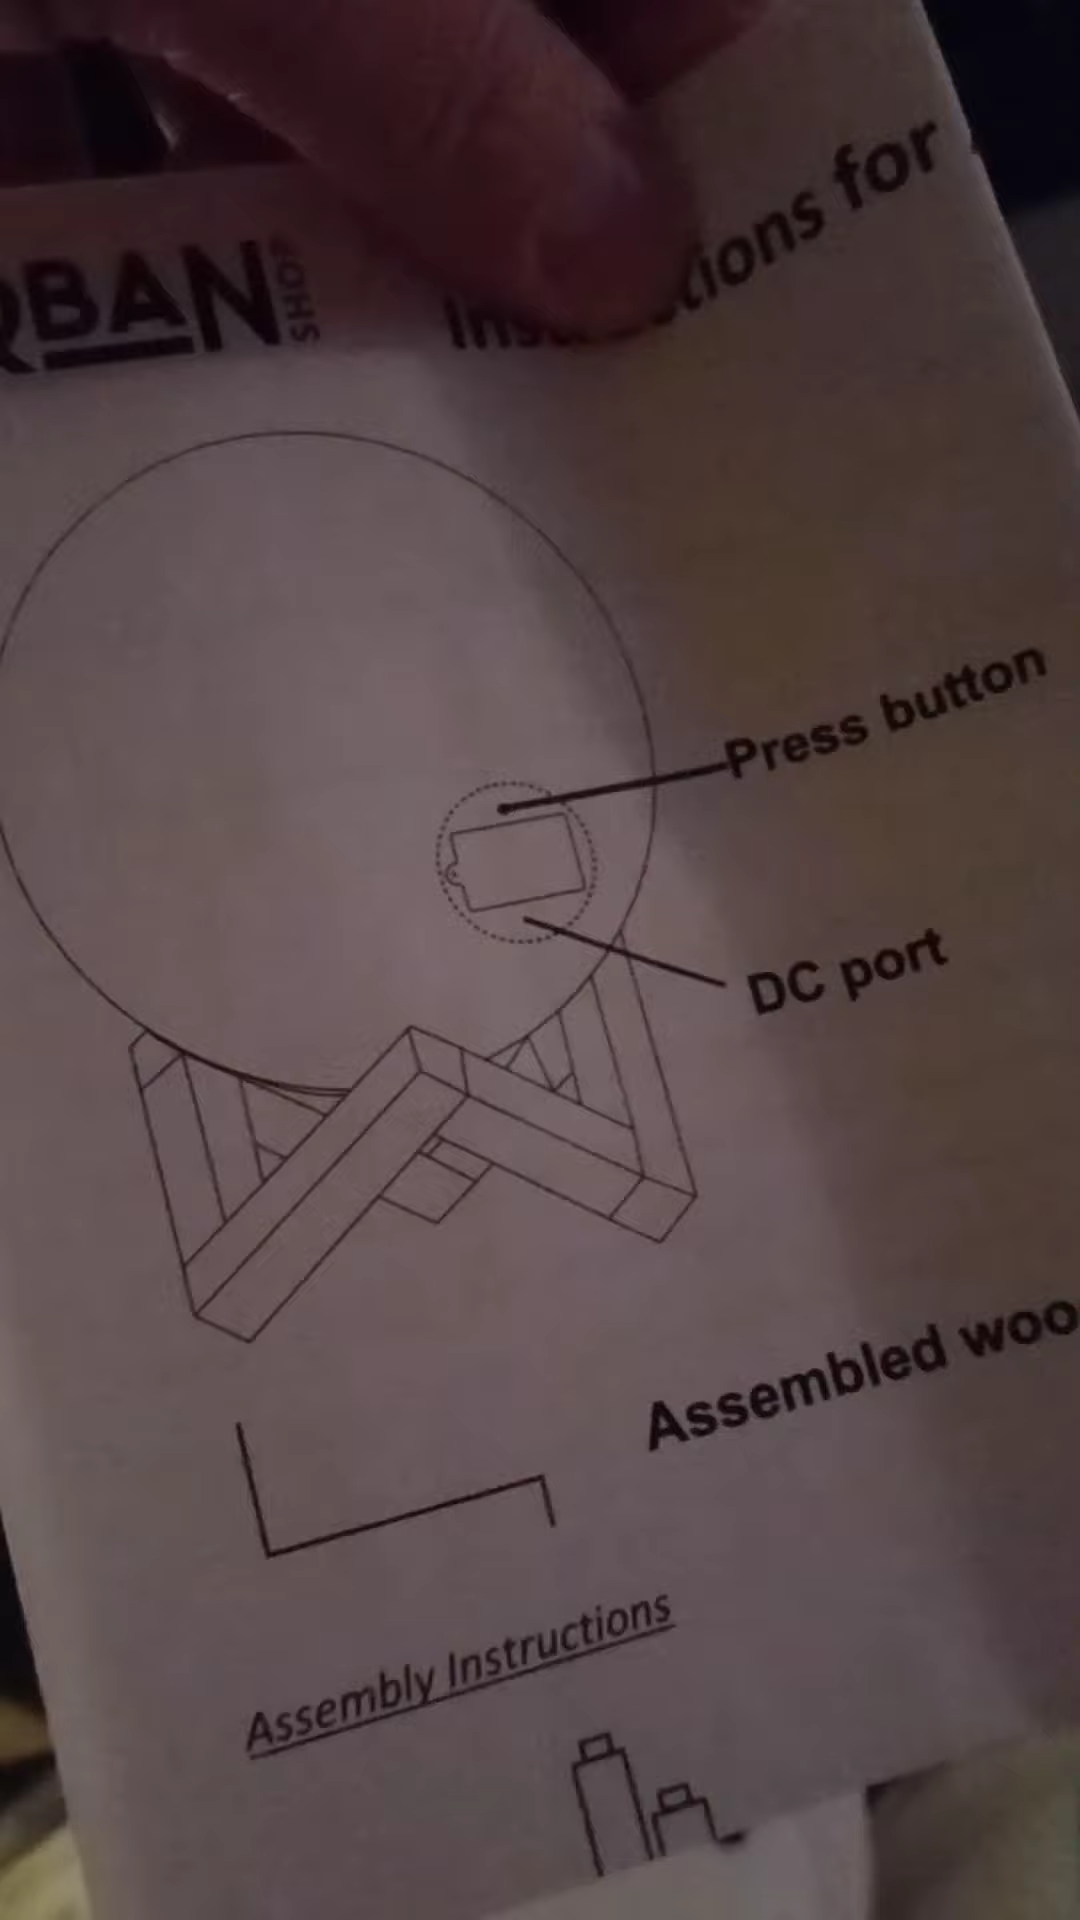 RBAN SHOP
tions for
Press button
DC port
Assembled woo
Assembly Instructions